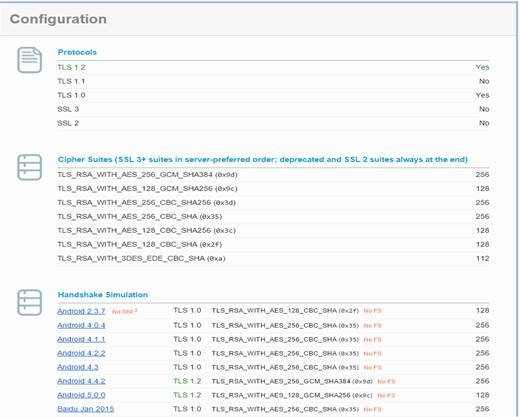 Configuration
Protocols
TLS 1.2 Yes
TLS 1.1 No
TLS 1.0 Yes
SSL 3 No
SSL 2 No
Cipher Suites (SSL 3+ suites in server-preferred order; deprecated and SSL 2 suites always at the end)
TLS_RSA_WITH_AES_256_GCM_SHA384 (0x9d) 256
TLS_RSA_WITH_AES_128_GCM_SHA256 (0x9c) 128
TLS_RSA_WITH_AES_256_CBC_SHA256 (0x3d) 256
TLS_RSA_WITH_AES_256_CBC_SHA (0x35) 256
TLS_RSA_WITH_AES_128_CBC_SHA256 (0x3c) 128
TLS_RSA_WITH_AES_128_CBC_SHA (0x2f) 128
TLS_RSA_WITH_3DES_EDE_CBC_SHA (0xa) 112
Handshake Simulation
Android 2.3.7 No SNI 2 TLS 1.0 TLS_RSA_WITH_AES_128_CBC_SHA (0x2f) No FS 128
Android 4.0.4 TLS 1.0 TLS_RSA_WITH_AES_256_CBC_SHA (0x35) No FS 256
Android 4.1.1 TLS 1.0 TLS_RSA_WITH_AES_256_CBC_SHA (0x35) No FS 256
Android 4.2.2 TLS 1.0 TLS_RSA_WITH_AES_256_CBC_SHA (0x35) No FS 256
Android 4.3 TLS 1.0 TLS_RSA_WITH_AES_256_CBC_SHA (0x35) No FS 256
Android 4.4.2 TLS 1.2 TLS_RSA_WITH_AES_256_GCM_SHA384 (0x9d) No FS 256
Android 5.0.0 TLS 1.2 TLS_RSA_WITH_AES_128_GCM_SHA256 (0x9c) No FS 128
Baidu Jan 2015 TLS 1.0 TLS_RSA_WITH_AES_256_CBC_SHA (0x35) No FS 256